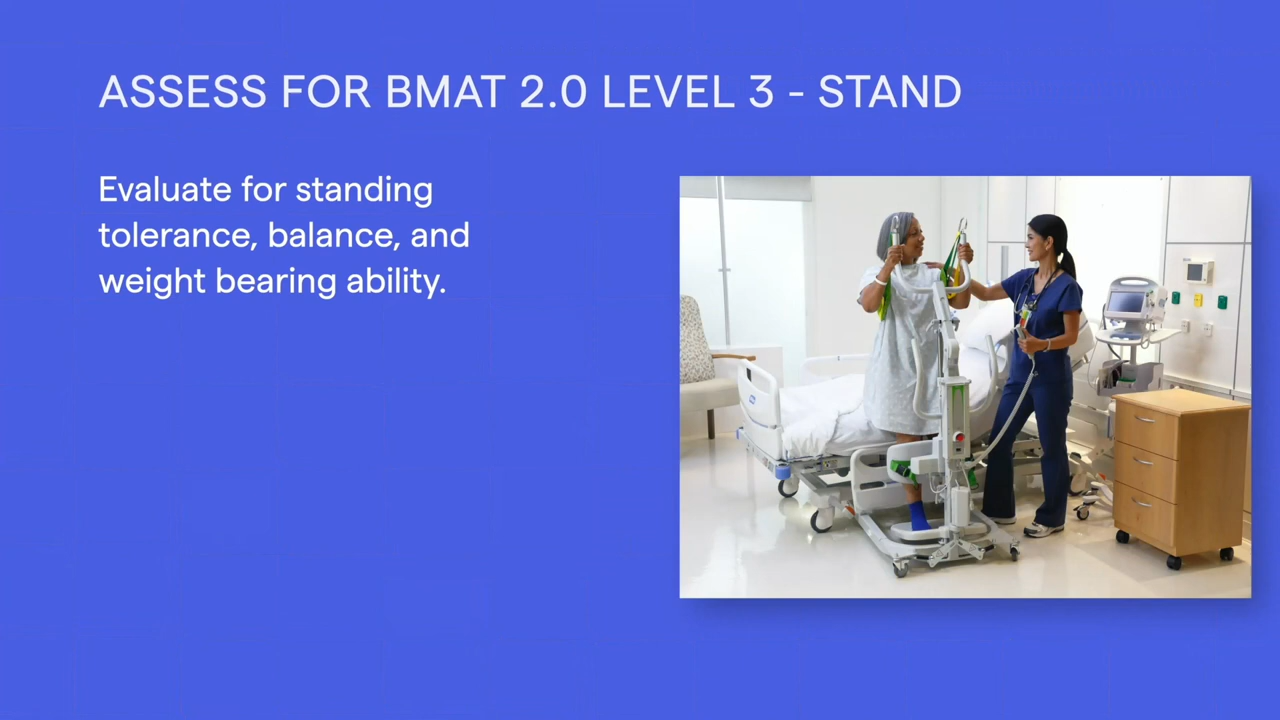 ASSESS FOR BMAT 2.0 LEVEL 3 - STAND
Evaluate for standing
tolerance, balance, and
weight bearing ability.